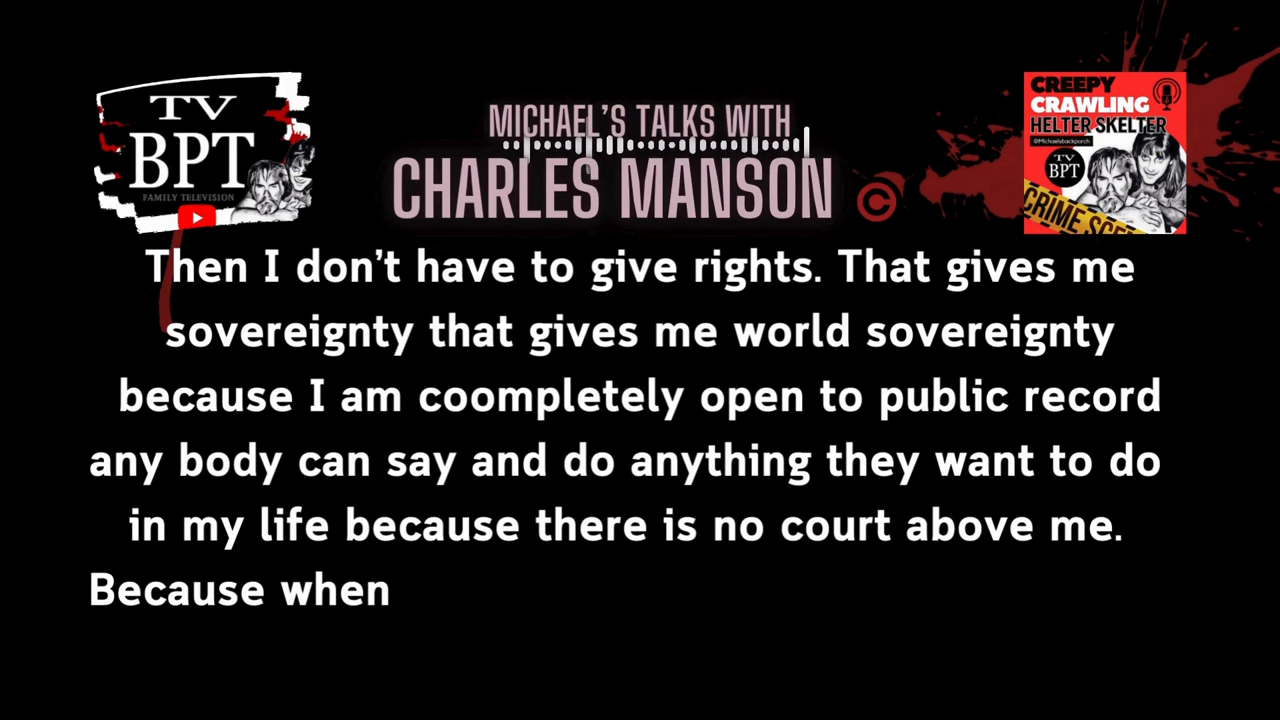 TV
BPT
FAMILY TELEVISION
MICHAEL'S TALKS WITH
CHARLES MANSON ©
CREEPY
CRAWLING
HELTER SKELTER
@Michaelsbackporch
TV
BPT
CRIME SCE
Then I don't have to give rights. That gives me
sovereignty that gives me world sovereignty
because I am coompletely open to public record
any body can say and do anything they want to do
in my life because there is no court above me.
Because when